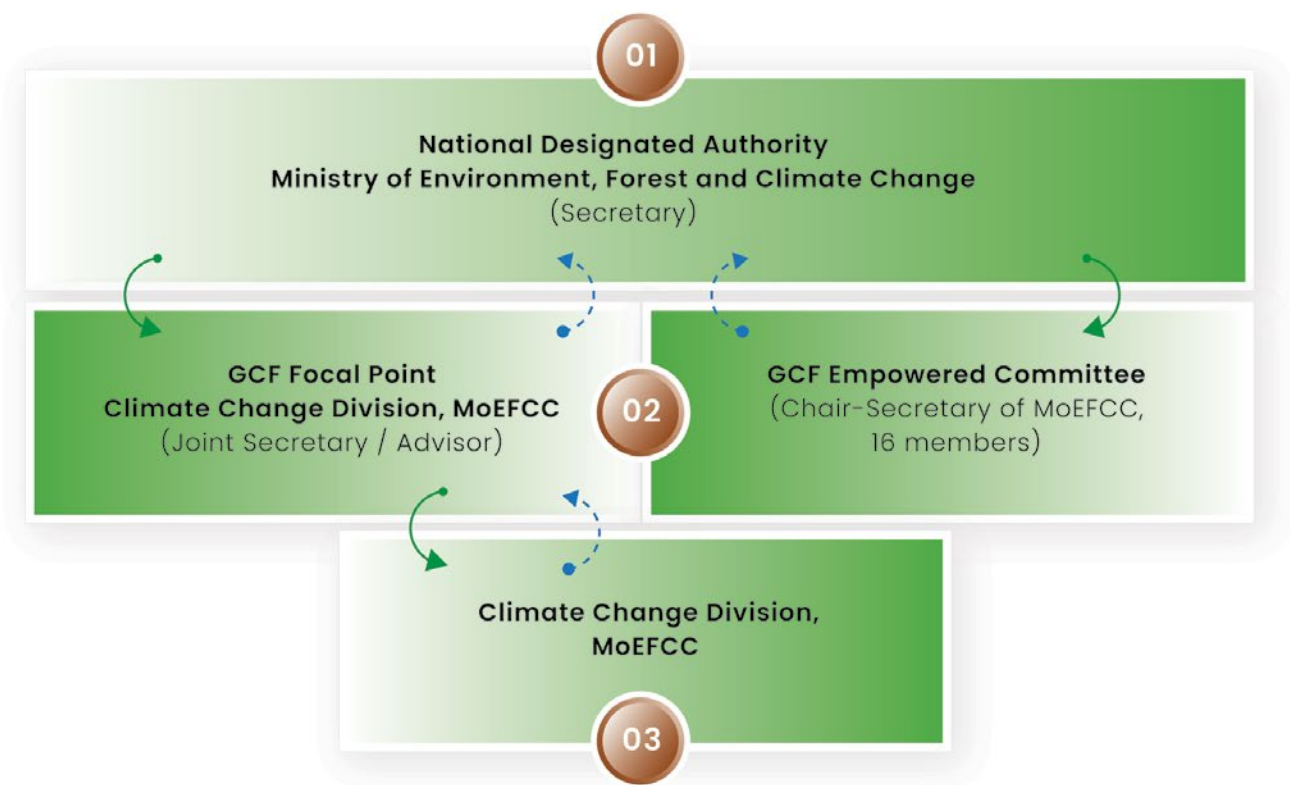 01
National Designated Authority
Ministry of Environment, Forest and Climate Change
(Secretary)
GCF Focal Point
Climate Change Division, MoEFCC
(Joint Secretary / Advisor)
02
GCF Empowered Committee
(Chair-Secretary of MoEFCC,
16 members)
Climate Change Division,
MoEFCC
03